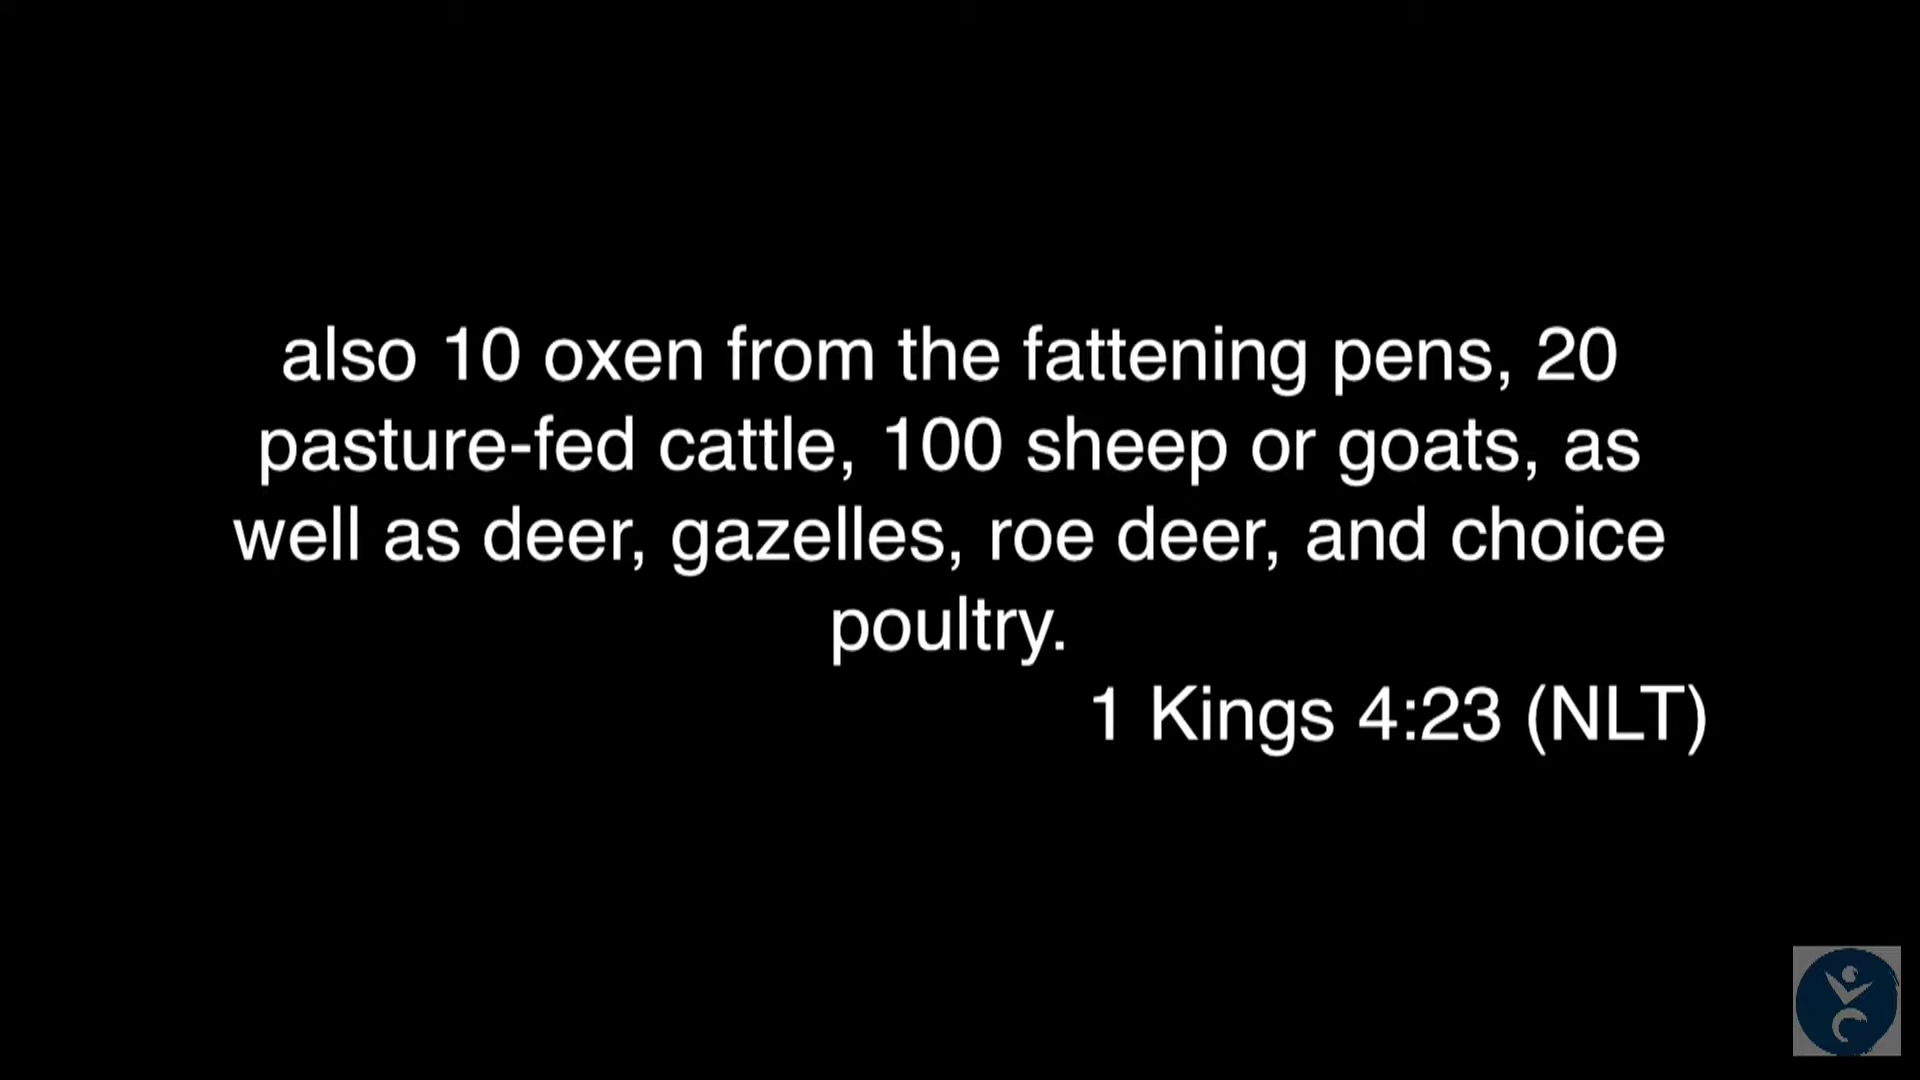 also 10 oxen from the fattening pens, 20
pasture-fed cattle, 100 sheep or goats, as
well as deer, gazelles, roe deer, and choice
poultry.
1 Kings 4:23 (NLT)